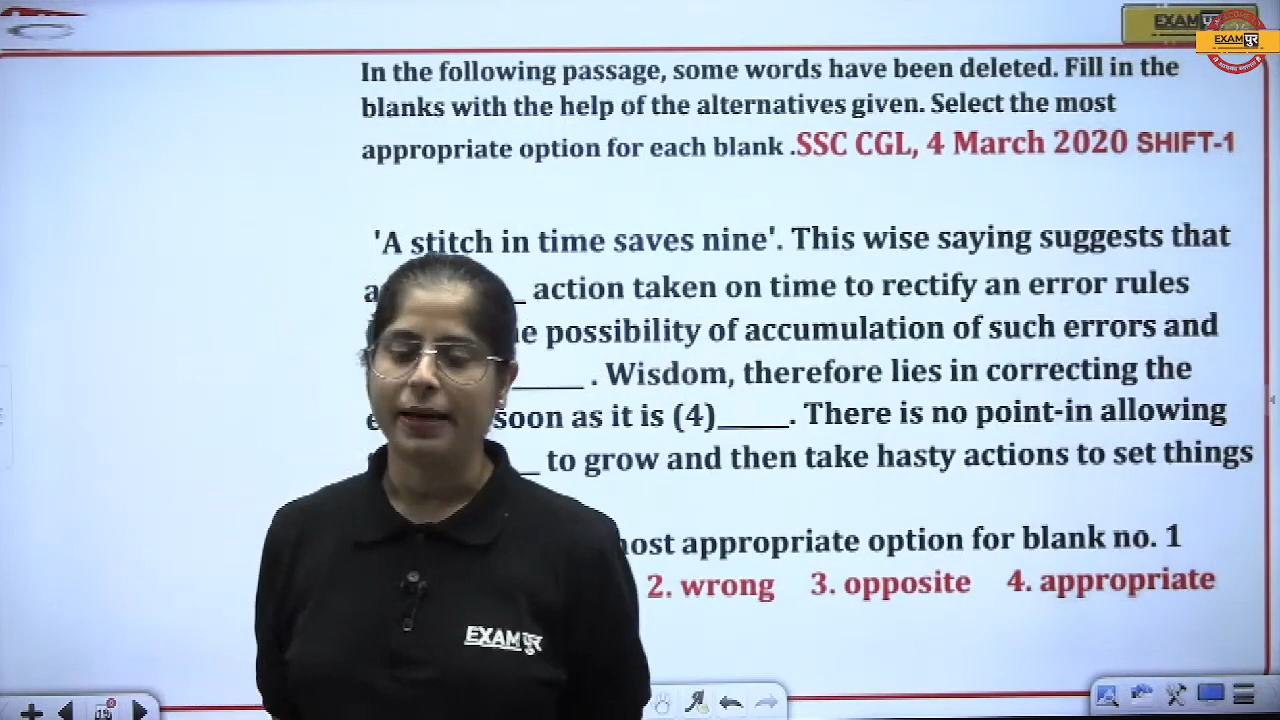 EXAMपुर
In the following passage, some words have been deleted. Fill in the
blanks with the help of the alternatives given. Select the most
appropriate option for each blank .SSC CGL, 4 March 2020 SHIFT-1
'A stitch in time saves nine'. This wise saying suggests that
action taken on time to rectify an error rules
possibility of accumulation of such errors and
_____ . Wisdom, therefore lies in correcting the
soon as it is (4)_____. There is no point-in allowing
_ to grow and then take hasty actions to set things
appropriate option for blank no. 1
2. wrong 3. opposite 4. appropriate
EXAMपुर